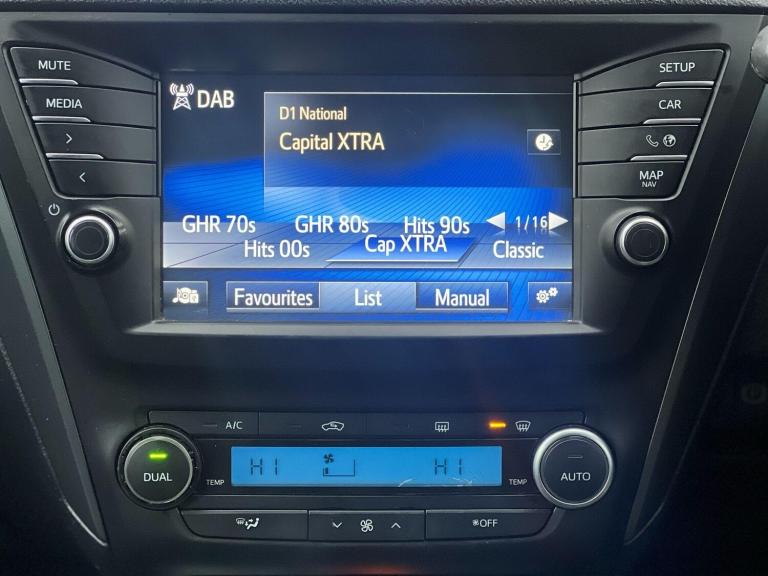 MUTE
MEDIA
>
<
SETUP
CAR
MAP
NAV
DAB
D1 National
Capital XTRA
GHR 70s GHR 80s Hits 90s 1/16
Hits 00s Cap XTRA Classic
Favourites List Manual
A/C
DUAL
TEMP
HI HI
TEMP
AUTO
OFF